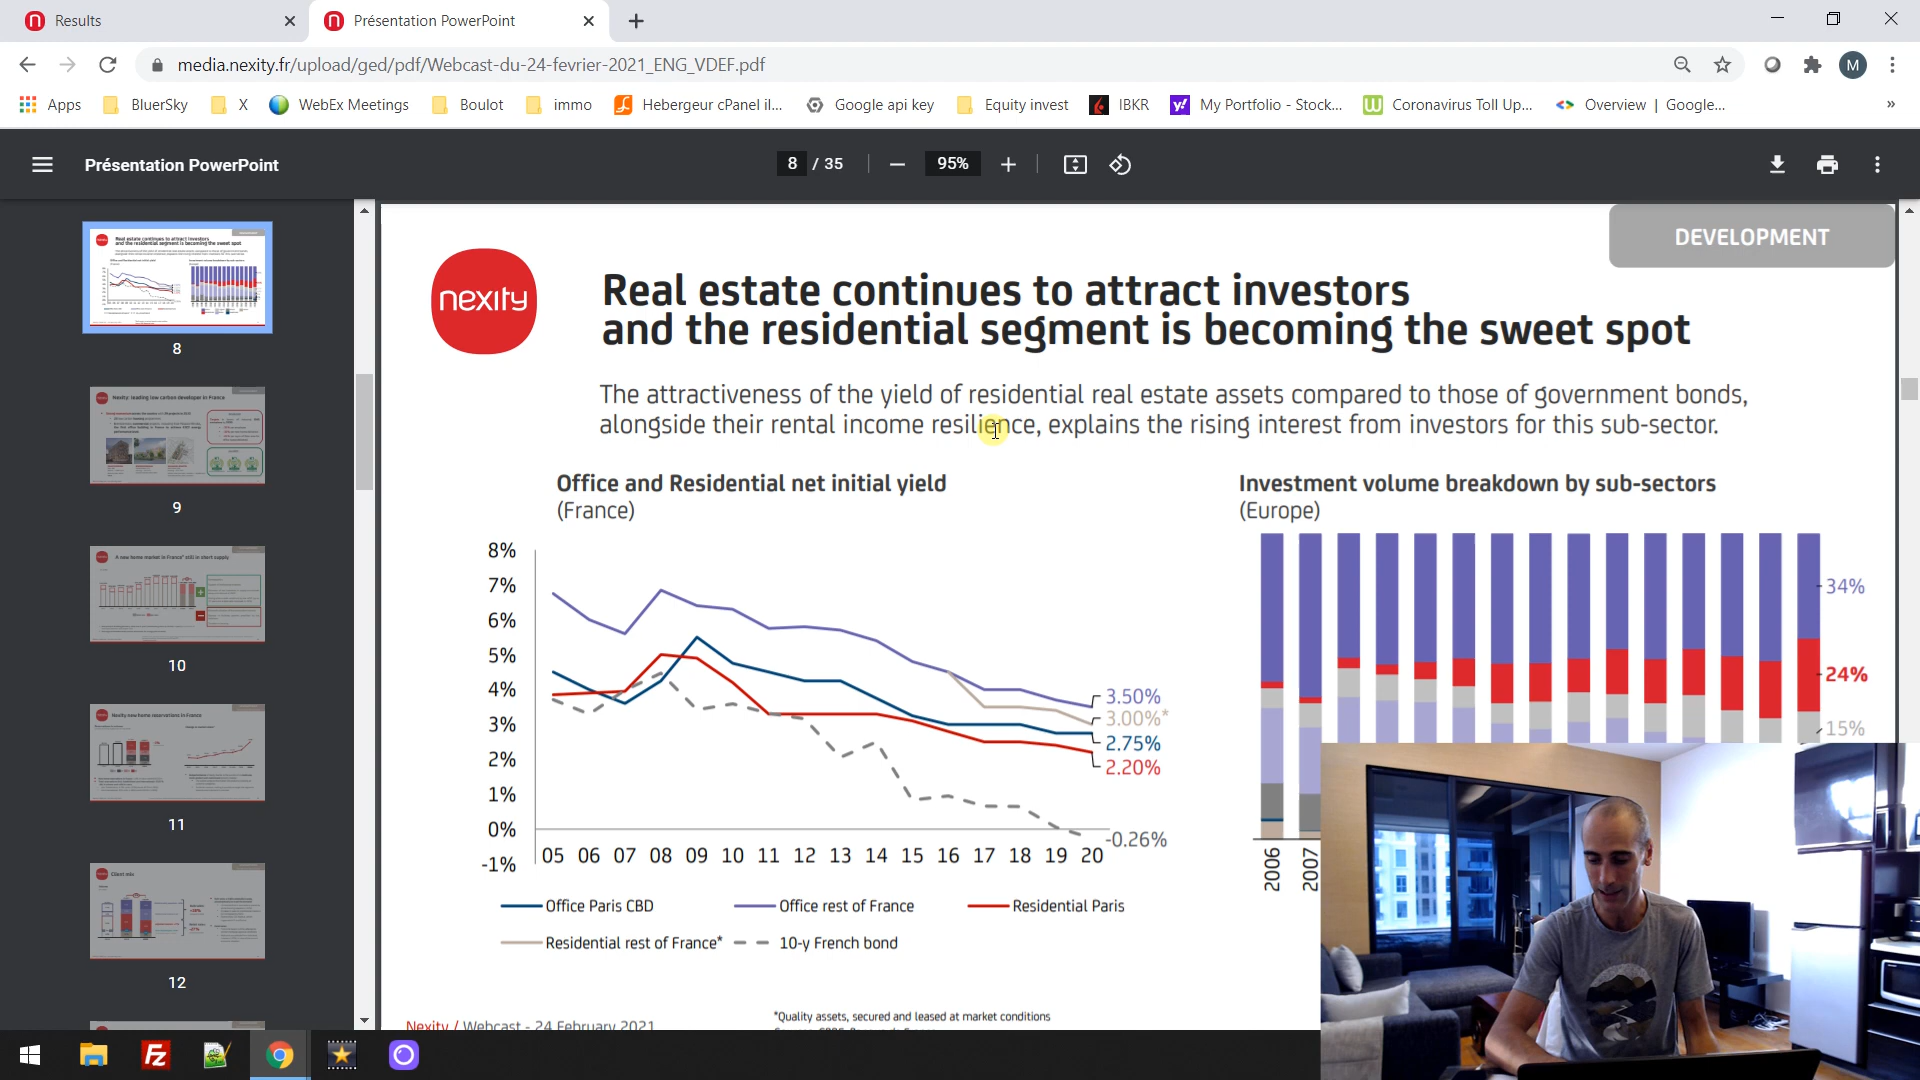 Results
Présentation PowerPoint
media.nexity.fr/upload/ged/pdf/Webcast-du-24-fevrier-2021_ENG_VDEF.pdf
M
Apps
BluerSky
X
WebEx Meetings
Boulot
immo
Hebergeur cPanel il...
Google api key
Equity invest
IBKR
My Portfolio - Stock...
Coronavirus Toll Up...
Overview | Google...
»
Présentation PowerPoint
8 / 35
95%
8
9
10
11
12
DEVELOPMENT
nexity
Real estate continues to attract investors
and the residential segment is becoming the sweet spot
The attractiveness of the yield of residential real estate assets compared to those of government bonds,
alongside their rental income resilience, explains the rising interest from investors for this sub-sector.
Office and Residential net initial yield
(France)
8%
7%
6%
5%
4%
3%
2%
1%
0%
-1%
3.50%
3.00%*
2.75%
2.20%
-0.26%
05 06 07 08 09 10 11 12 13 14 15 16 17 18 19 20
Office Paris CBD
Office rest of France
Residential Paris
Residential rest of France*
10-y French bond
Investment volume breakdown by sub-sectors
(Europe)
34%
24%
15%
2006
2007
Nexity / Webcast - 24 February 2021
*Quality assets, secured and leased at market conditions